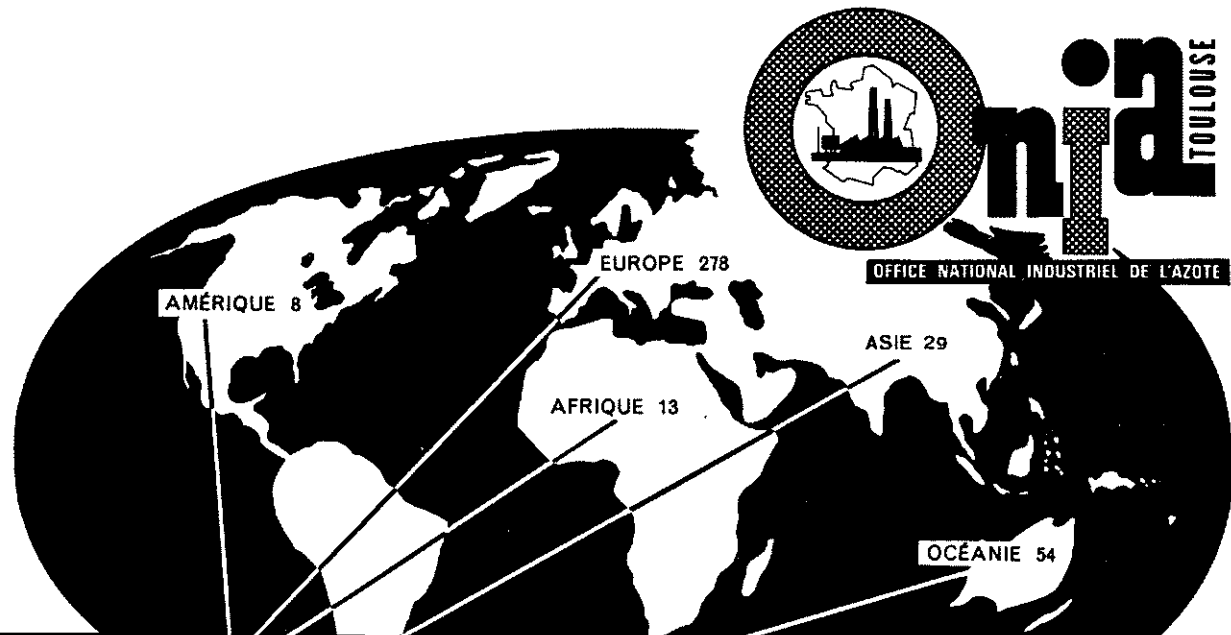 Onia
TOULOUSE
OFFICE NATIONAL INDUSTRIEL DE L'AZOTE
EUROPE 278
AMÉRIQUE 8
ASIE 29
AFRIQUE 13
OCÉANIE 54